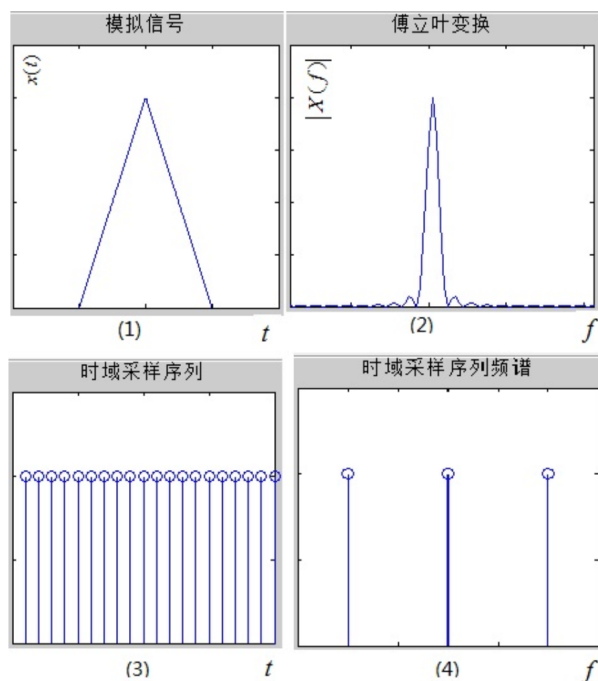 模拟信号
傅立叶变换
x(t)
|X(f)|
(1)
t
(2)
f
时域采样序列
时域采样序列频谱
(3)
t
(4)
f